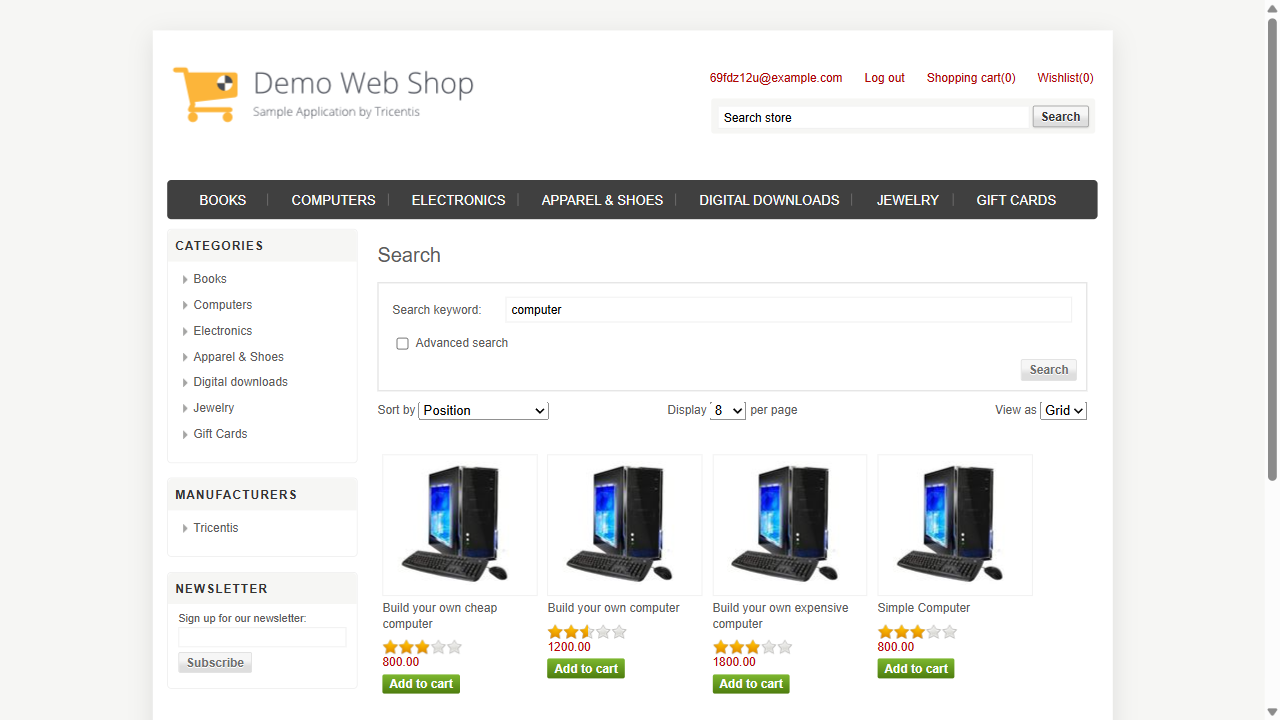 Demo Web Shop
Sample Application by Tricentis
69fdz12u@example.com Log out Shopping cart(0) Wishlist(0)
Search store Search
BOOKS COMPUTERS ELECTRONICS APPAREL & SHOES DIGITAL DOWNLOADS JEWELRY GIFT CARDS
CATEGORIES
Books
Computers
Electronics
Apparel & Shoes
Digital downloads
Jewelry
Gift Cards
MANUFACTURERS
Tricentis
NEWSLETTER
Sign up for our newsletter:
Subscribe
Search
Search keyword: computer
Advanced search
Search
Sort by Position Display 8 per page View as Grid
Build your own cheap
computer
800.00
Add to cart
Build your own computer
1200.00
Add to cart
Build your own expensive
computer
1800.00
Add to cart
Simple Computer
800.00
Add to cart